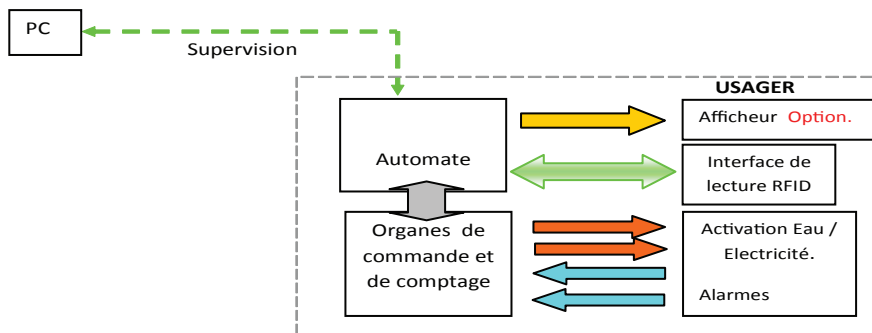 PC
Supervision
USAGER
Automate
Afficheur Option.
Interface de
lecture RFID
Organes de
commande et
de comptage
Activation Eau /
Electricité.
Alarmes